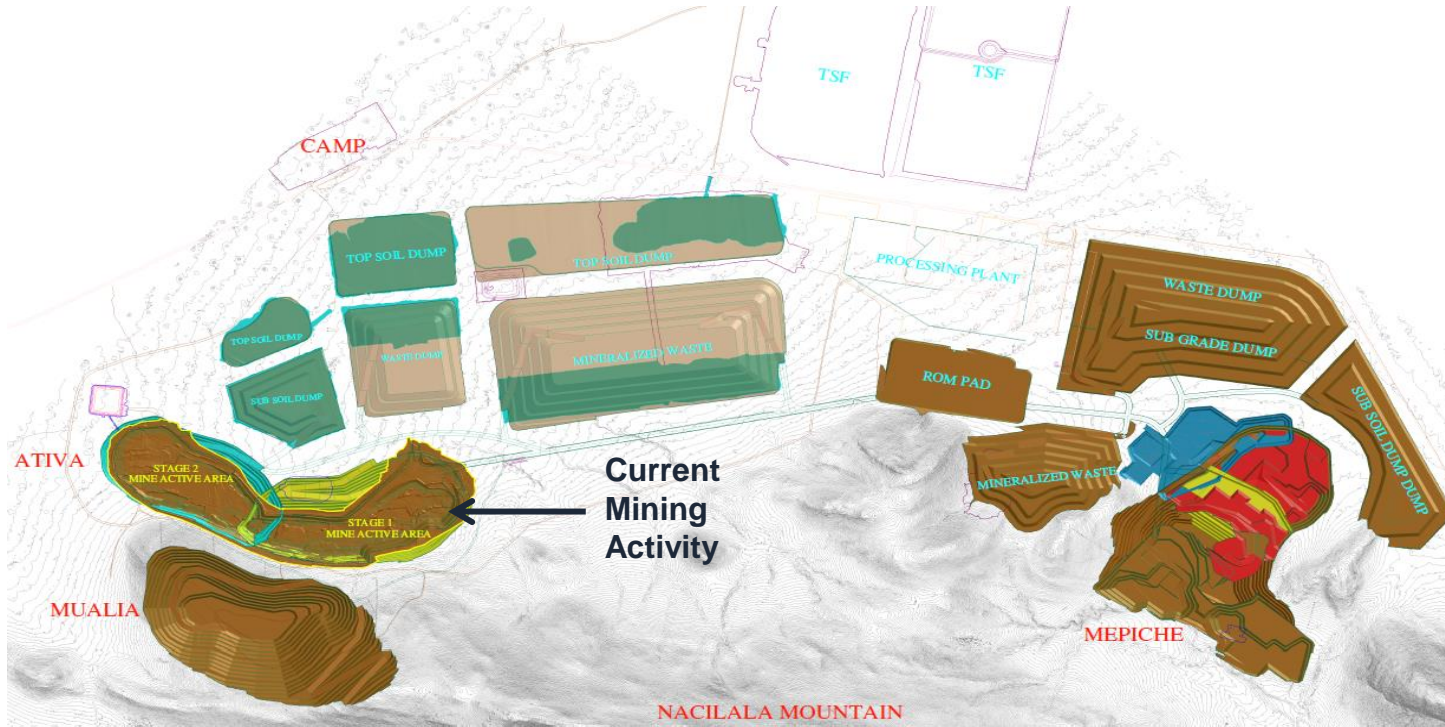 TSF
TSF
CAMP
TOP SOIL DUMP
TOP SOIL DUMP
PROCESSING PLANT
WASTE DUMP
SUB GRADE DUMP
TOP SOIL DUMP
WASTE DUMP
MINERALIZED WASTE
ROM PAD
SUB SOIL DUMP
SUB SOIL DUMP DUMP
ATIVA
STAGE 2
MINE ACTIVE AREA
STAGE 1
MINE ACTIVE AREA
Current
Mining
Activity
MINERALIZED WASTE
MUALIA
MEPICHE
NACILALA MOUNTAIN